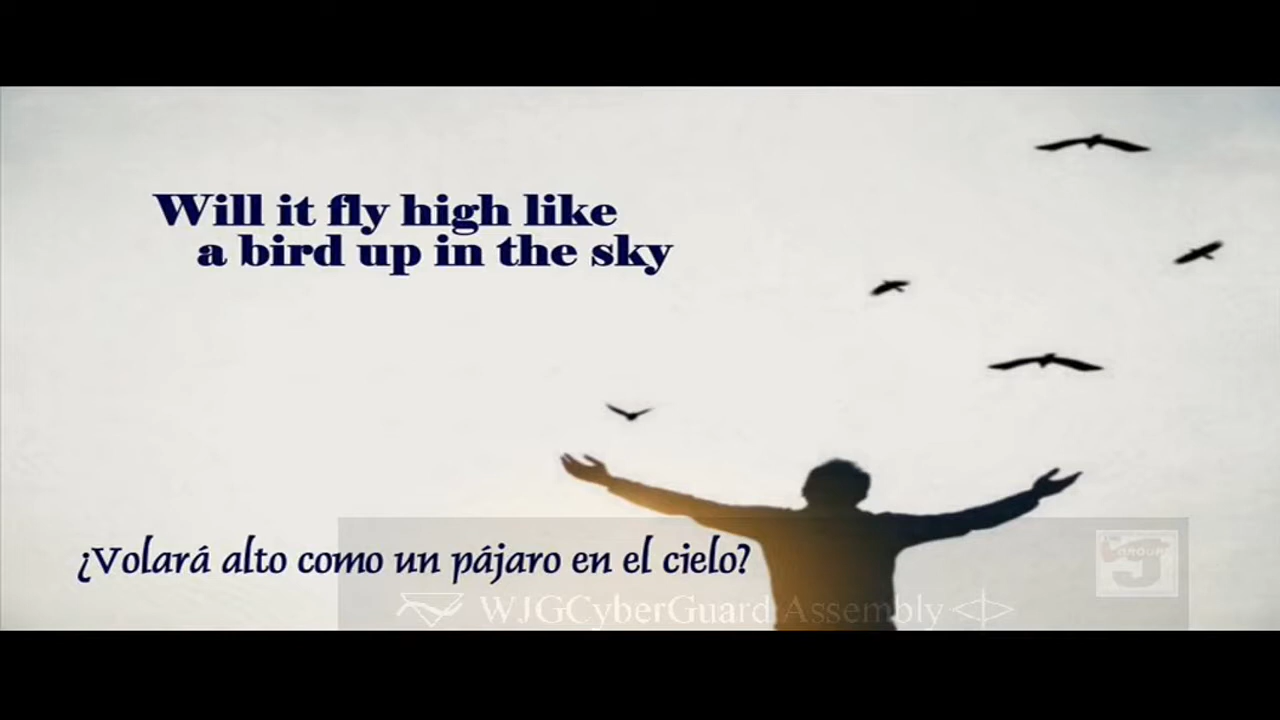 Will it fly high like
a bird up in the sky
¿Volará alto como un pájaro en el cielo?
WJGCyberGuard Assembly
GROUP
J